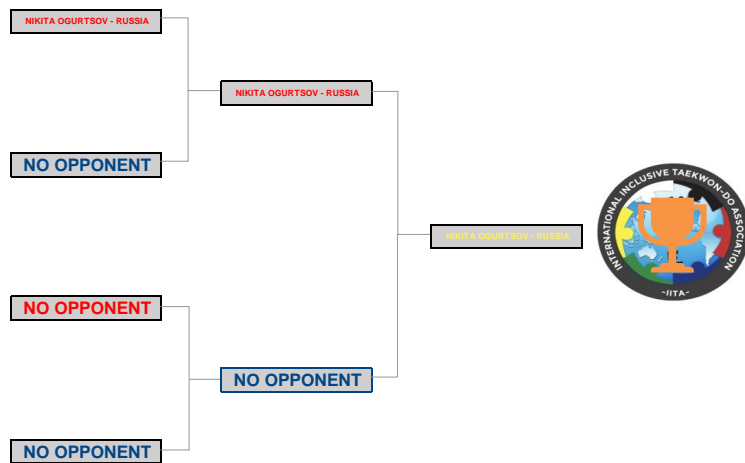 NIKITA OGURTSOV - RUSSIA
NIKITA OGURTSOV - RUSSIA
NO OPPONENT
NIKITA OGURTSOV - RUSSIA
INTERNATIONAL INCLUSIVE TAEKWON-DO ASSOCIATION
-IITA-
NO OPPONENT
NO OPPONENT
NO OPPONENT